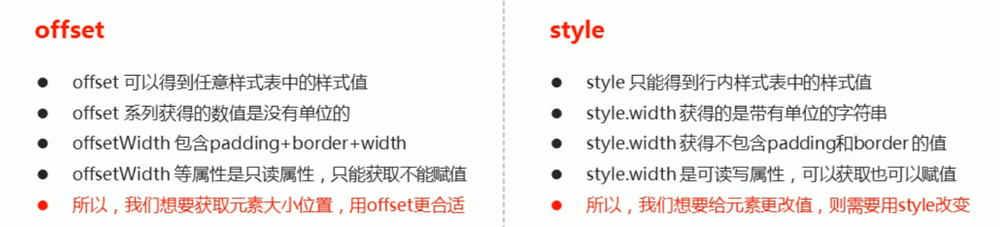 offset
● offset 可以得到任意样式表中的样式值
● offset 系列获得的数值是没有单位的
● offsetWidth 包含padding+border+width
● offsetWidth 等属性是只读属性，只能获取不能赋值
● 所以，我们想要获取元素大小位置，用offset更合适
style
● style 只能得到行内样式表中的样式值
● style.width 获得的是带有单位的字符串
● style.width 获得不包含padding和border 的值
● style.width 是可读写属性，可以获取也可以赋值
● 所以，我们想要给元素更改值，则需要用style改变